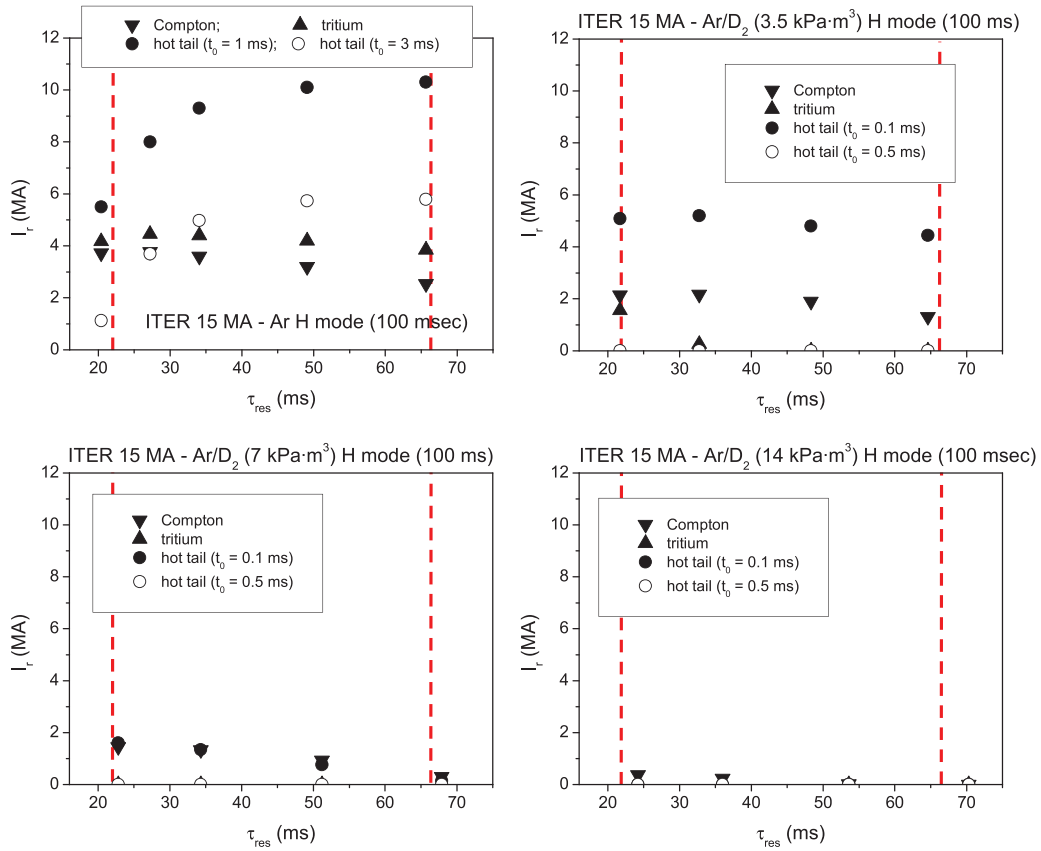 Compton; tritium
hot tail (t0 = 1 ms); hot tail (t0 = 3 ms)
12
10
8
6
4
2
0
Ir (MA)
ITER 15 MA - Ar H mode (100 msec)
20 30 40 50 60 70
τres (ms)
ITER 15 MA - Ar/D2 (3.5 kPa·m3) H mode (100 ms)
12
10
8
6
4
2
0
Ir (MA)
Compton
tritium
hot tail (t0 = 0.1 ms)
hot tail (t0 = 0.5 ms)
20 30 40 50 60 70
τres (ms)
ITER 15 MA - Ar/D2 (7 kPa·m3) H mode (100 ms)
12
10
8
6
4
2
0
Ir (MA)
Compton
tritium
hot tail (t0 = 0.1 ms)
hot tail (t0 = 0.5 ms)
20 30 40 50 60 70
τres (ms)
ITER 15 MA - Ar/D2 (14 kPa·m3) H mode (100 msec)
12
10
8
6
4
2
0
Ir (MA)
Compton
tritium
hot tail (t0 = 0.1 ms)
hot tail (t0 = 0.5 ms)
20 30 40 50 60 70
τres (ms)